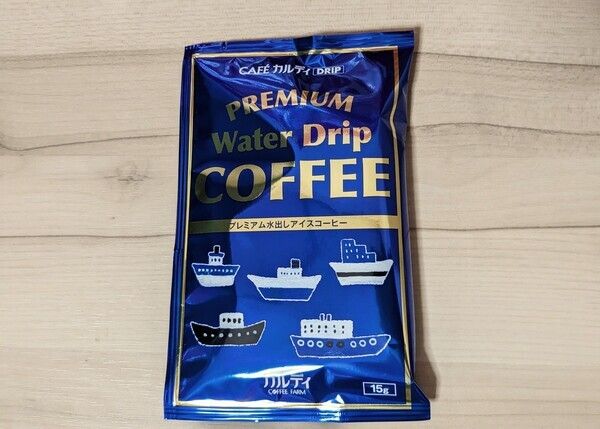 CAFÉ カルディ DRIP
PREMIUM
Water Drip
COFFEE
プレミアム水出しアイスコーヒー
カルディ
COFFEE FARM
15g